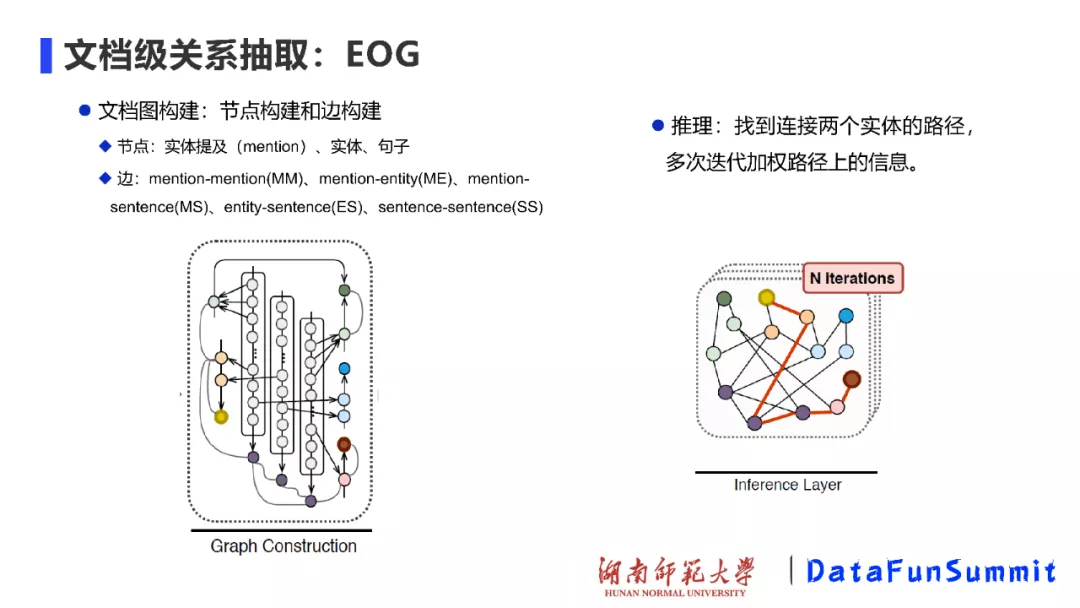 文档级关系抽取：EOG
文档图构建：节点构建和边构建
节点：实体提及（mention）、实体、句子
边：mention-mention(MM)、mention-entity(ME)、mention-
sentence(MS)、entity-sentence(ES)、sentence-sentence(SS)
Graph Construction
推理：找到连接两个实体的路径，
多次迭代加权路径上的信息。
N iterations
Inference Layer
湖南师范大学
HUNAN NORMAL UNIVERSITY
DataFunSummit